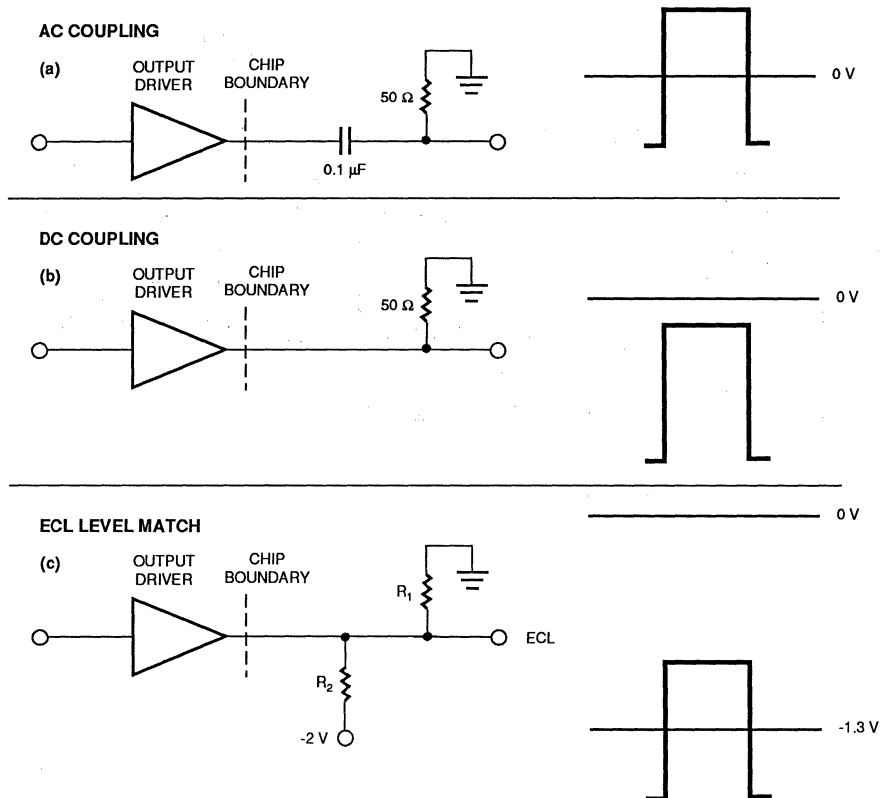 AC COUPLING
(a)
OUTPUT
DRIVER
CHIP
BOUNDARY
50 Ω
0.1 μF
0 V
DC COUPLING
(b)
OUTPUT
DRIVER
CHIP
BOUNDARY
50 Ω
0 V
ECL LEVEL MATCH
(c)
OUTPUT
DRIVER
CHIP
BOUNDARY
R1
R2
-2 V
ECL
0 V
-1.3 V